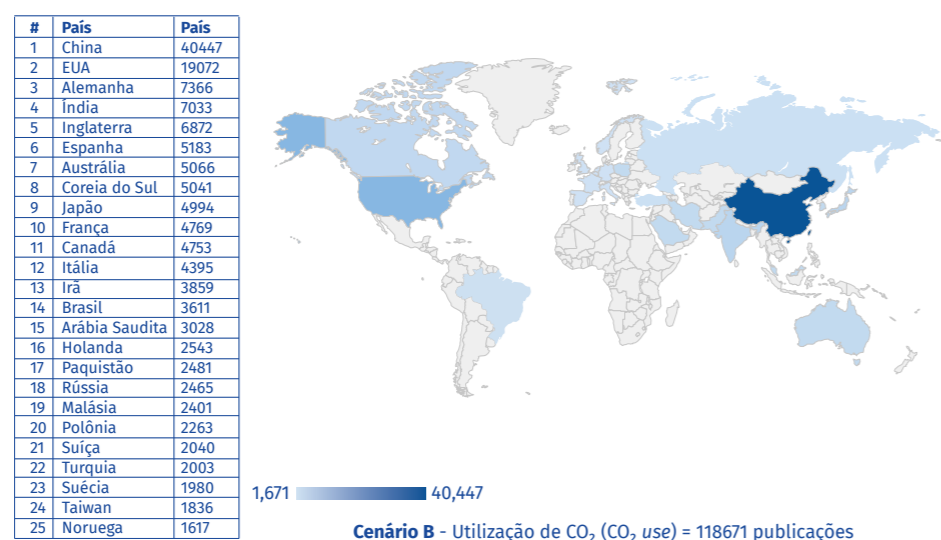 # País País
1 China 40447
2 EUA 19072
3 Alemanha 7366
4 Índia 7033
5 Inglaterra 6872
6 Espanha 5183
7 Austrália 5066
8 Coreia do Sul 5041
9 Japão 4994
10 França 4769
11 Canadá 4753
12 Itália 4395
13 Irã 3859
14 Brasil 3611
15 Arábia Saudita 3028
16 Holanda 2543
17 Paquistão 2481
18 Rússia 2465
19 Malásia 2401
20 Polônia 2263
21 Suíça 2040
22 Turquia 2003
23 Suécia 1980
24 Taiwan 1836
25 Noruega 1617
1,671 40,447
Cenário B - Utilização de CO₂ (CO₂ use) = 118671 publicações